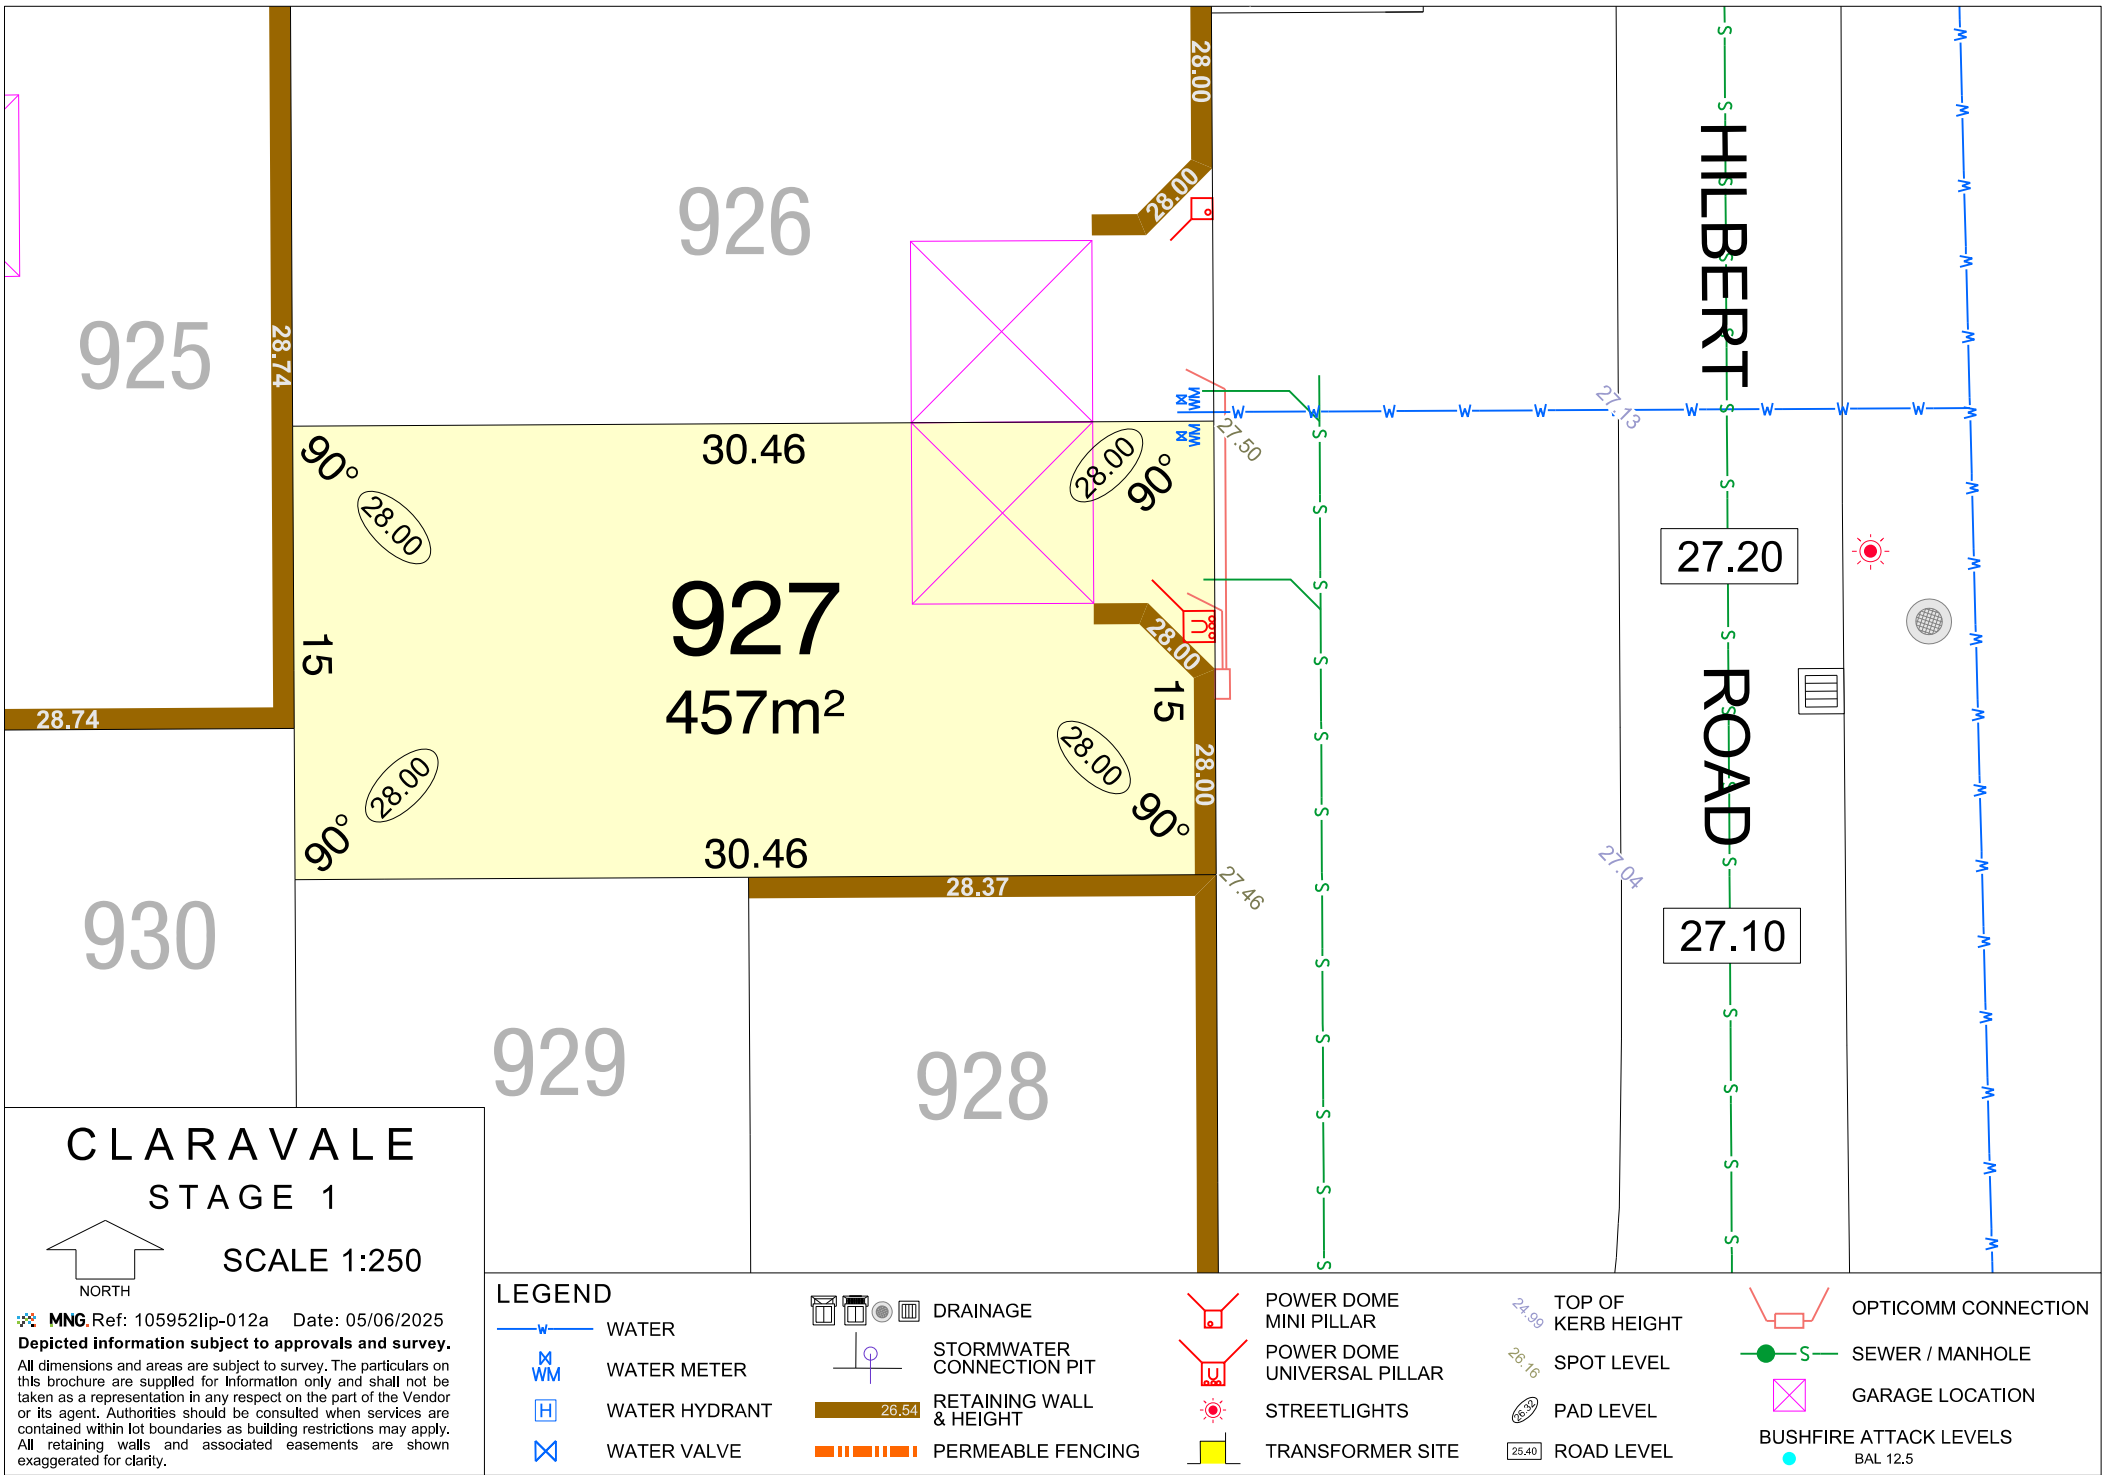 28.00
HILBERT
926
28.00
925
28.74
27.13
WM
W W W W W W W W W
27.50
WM
30.46
90°
28.00
28.00
90°
27.20
927
457m²
15
28.00
U
15
ROAD
28.74
28.00
28.00
28.00
90°
90°
30.46
27.04
28.37
27.46
27.10
930
929
928
CLARAVALE
STAGE 1
SCALE 1:250
NORTH
MNG. Ref: 105952lip-012a Date: 05/06/2025
Depicted information subject to approvals and survey.
All dimensions and areas are subject to survey. The particulars on
this brochure are supplied for information only and shall not be
taken as a representation in any respect on the part of the Vendor
or its agent. Authorities should be consulted when services are
contained within lot boundaries as building restrictions may apply.
All retaining walls and associated easements are shown
exaggerated for clarity.
LEGEND
W WATER
WM WATER METER
H WATER HYDRANT
WATER VALVE
DRAINAGE
STORMWATER
CONNECTION PIT
26.54 RETAINING WALL
& HEIGHT
PERMEABLE FENCING
POWER DOME
MINI PILLAR
U POWER DOME
UNIVERSAL PILLAR
STREETLIGHTS
TRANSFORMER SITE
24.99 TOP OF
KERB HEIGHT
26.16 SPOT LEVEL
26.32 PAD LEVEL
25.40 ROAD LEVEL
OPTICOMM CONNECTION
S SEWER / MANHOLE
GARAGE LOCATION
BUSHFIRE ATTACK LEVELS
BAL 12.5